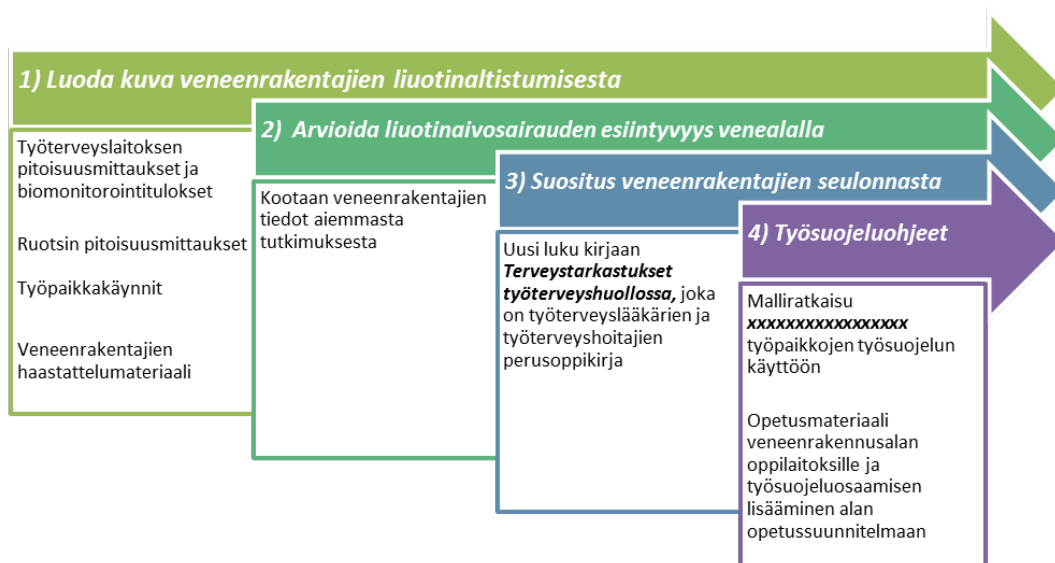 1) Luoda kuva veneenrakentajien liuotinaltistumisesta
Työterveyslaitoksen
pitoisuusmittaukset ja
biomonitorointitulokset
Ruotsin pitoisuusmittaukset
Työpaikkakäynnit
Veneenrakentajien
haastattelumateriaali
2) Arvioida liuotinaivosairauden esiintyvyys venealalla
Kootaan veneenrakentajien
tiedot aiemmasta
tutkimuksesta
3) Suositus veneenrakentajien seulonnasta
Uusi luku kirjaan
Terveystarkastukset
työterveyshuollossa, joka
on työterveyslääkärien ja
työterveyshoitajien
perusoppikirja
4) Työsuojeluohjeet
Malliratkaisu
xxxxxxxxxxxxxxxxx
työpaikkojen työsuojelun
käyttöön
Opetusmateriaali
veneenrakennusalan
oppilaitoksille ja
työsuojeluosaamisen
lisääminen alan
opetussuunnitelmaan